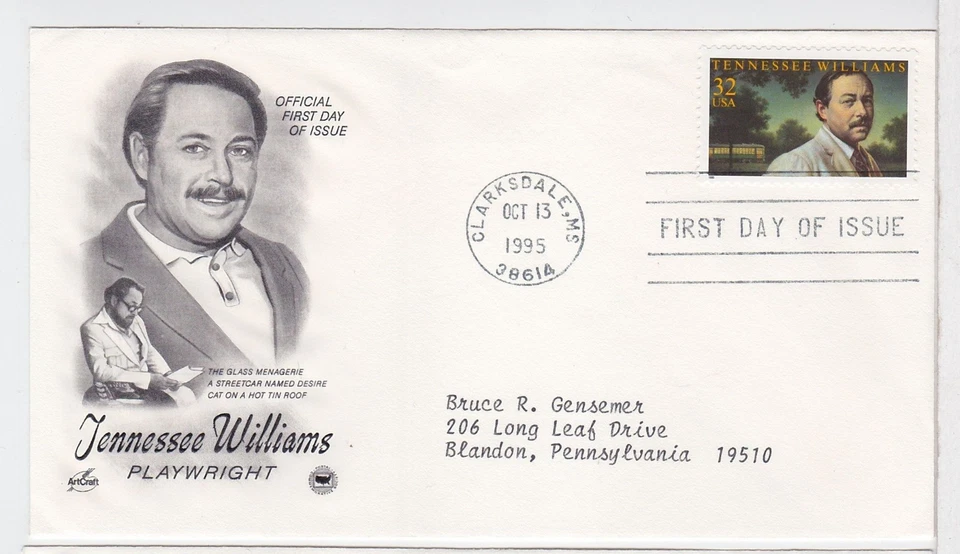 OFFICIAL
FIRST DAY
OF ISSUE
THE GLASS MENAGERIE
A STREETCAR NAMED DESIRE
CAT ON A HOT TIN ROOF
Tennessee Williams
PLAYWRIGHT
ArtCraft
TENNESSEE WILLIAMS
32
USA
CLARKSDALE, MS
OCT 13
1995
38614
FIRST DAY OF ISSUE
Bruce R. Gensemer
206 Long Leaf Drive
Blandon, Pennsylvania 19510